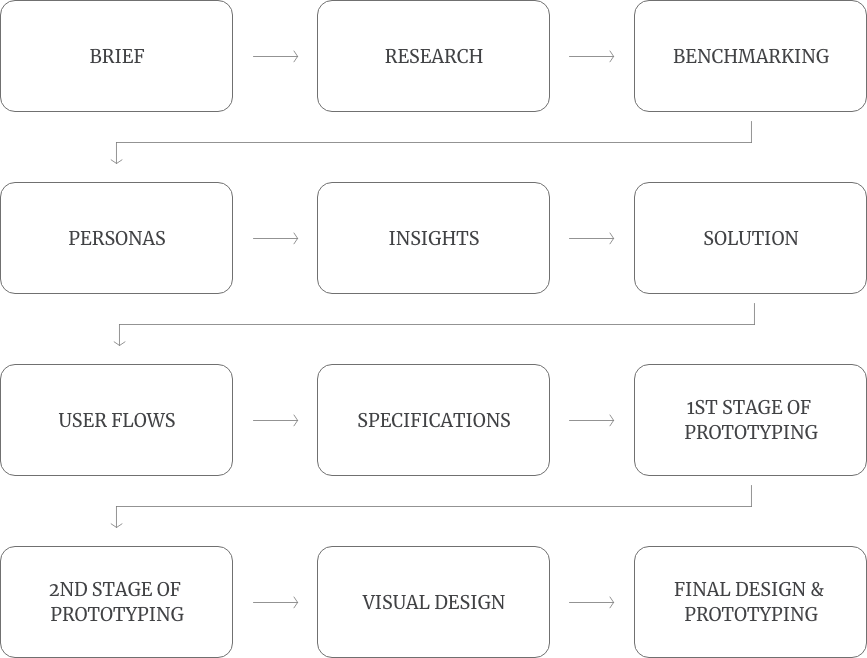 BRIEF
RESEARCH
BENCHMARKING
PERSONAS
INSIGHTS
SOLUTION
USER FLOWS
SPECIFICATIONS
1ST STAGE OF
PROTOTYPING
2ND STAGE OF
PROTOTYPING
VISUAL DESIGN
FINAL DESIGN &
PROTOTYPING